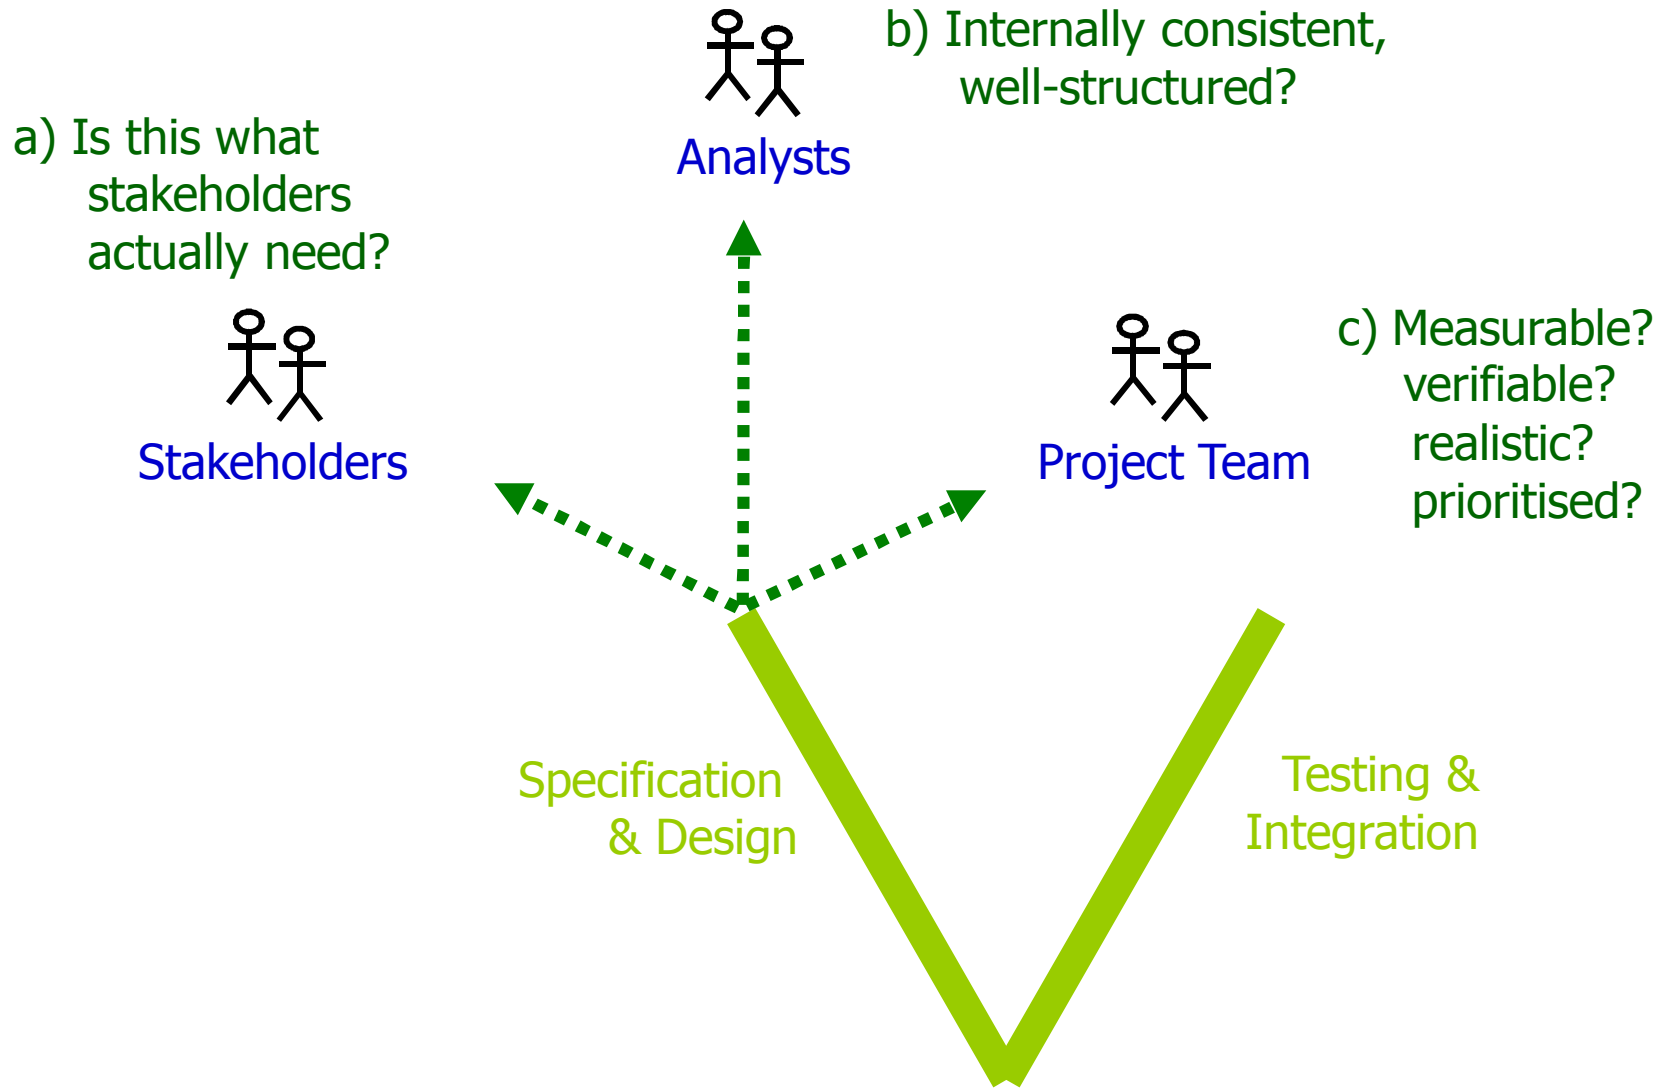 b) Internally consistent,
well-structured?
Analysts
a) Is this what
stakeholders
actually need?
Stakeholders
c) Measurable?
verifiable?
realistic?
prioritised?
Project Team
Specification
& Design
Testing &
Integration